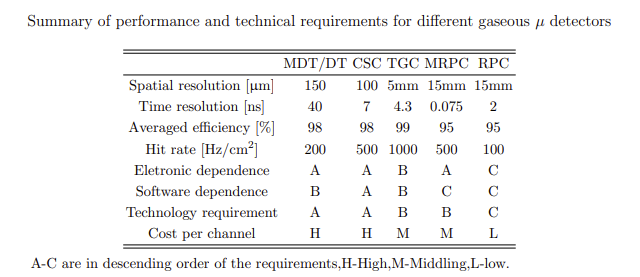 Summary of performance and technical requirements for different gaseous μ detectors
MDT/DT CSC TGC MRPC RPC
Spatial resolution [μm] 150 100 5mm 15mm 15mm
Time resolution [ns] 40 7 4.3 0.075 2
Averaged efficiency [%] 98 98 99 95 95
Hit rate [Hz/cm²] 200 500 1000 500 100
Eletronic dependence A A B A C
Software dependence B A B C C
Technology requirement A A B B C
Cost per channel H H M M L
A-C are in descending order of the requirements,H-High,M-Middling,L-low.